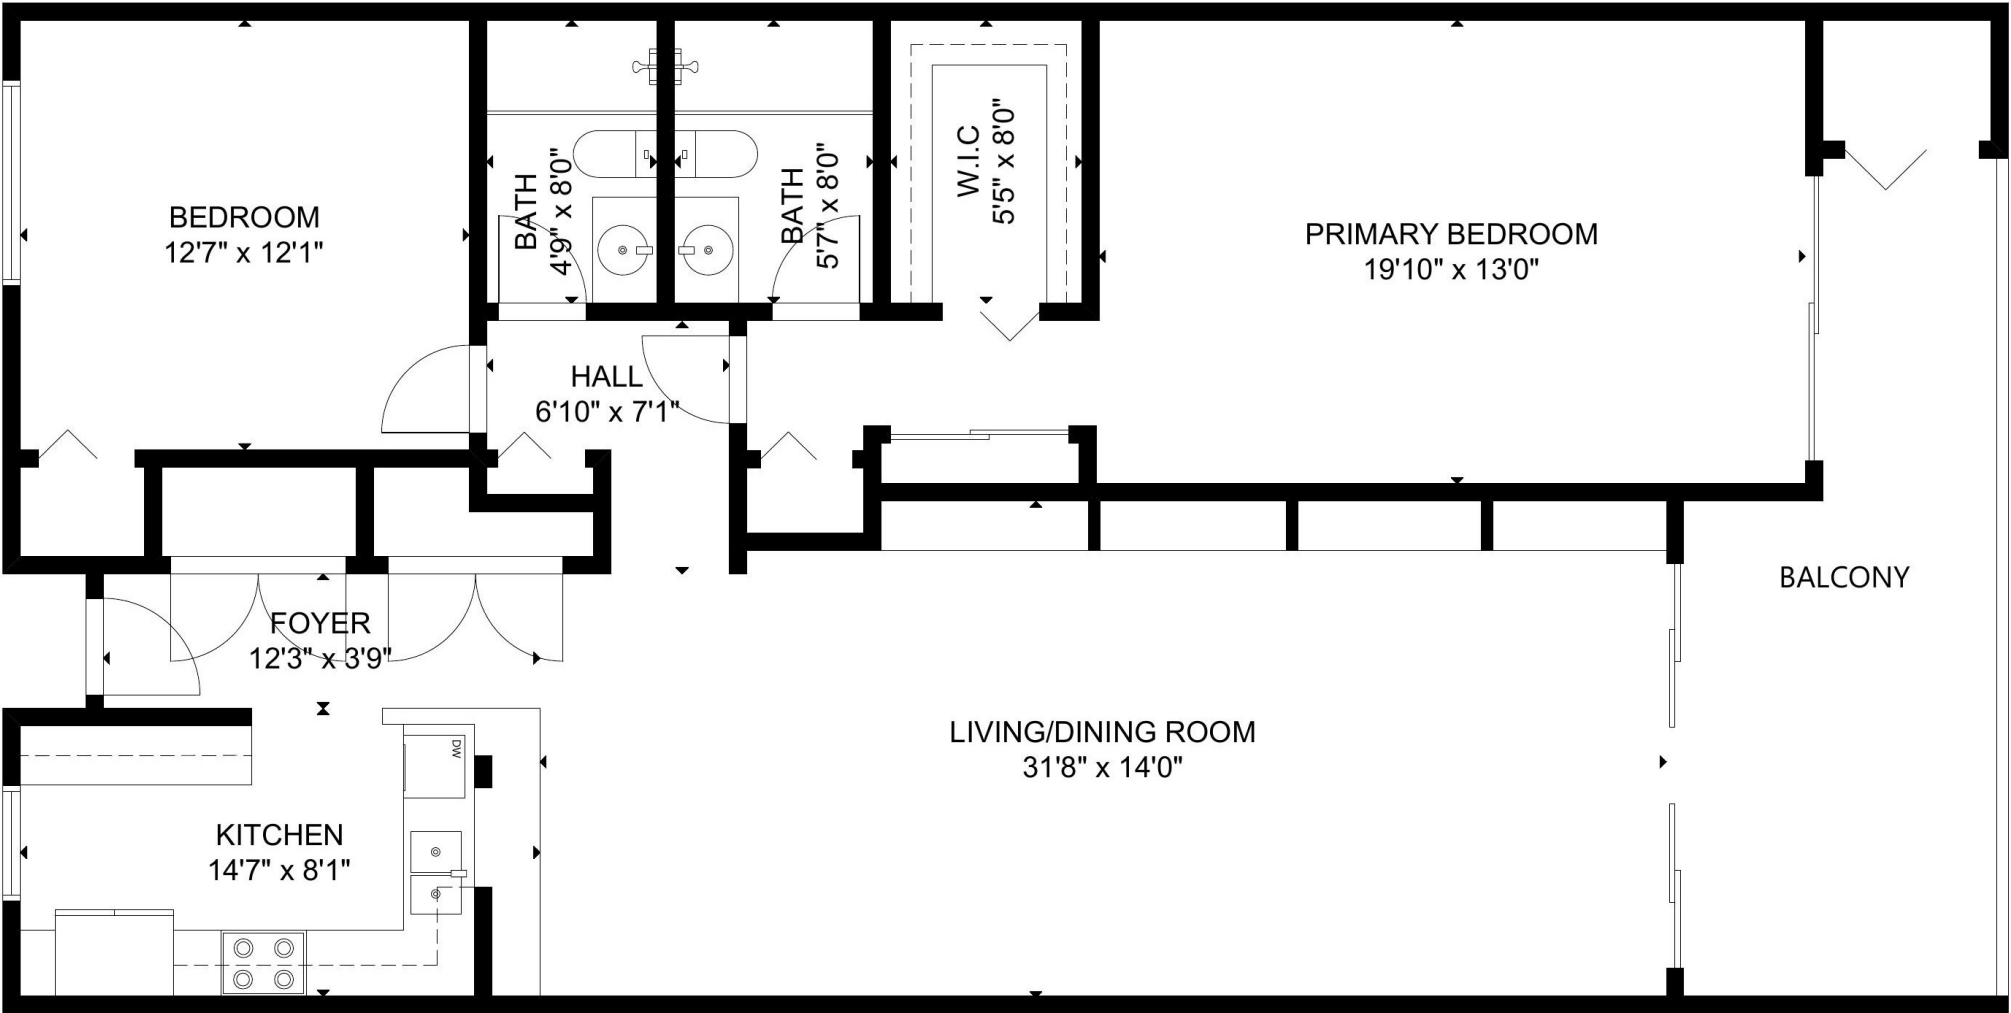 BEDROOM
12'7" x 12'1"
BATH
4'9" x 8'0"
BATH
5'7" x 8'0"
W.I.C
5'5" x 8'0"
PRIMARY BEDROOM
19'10" x 13'0"
HALL
6'10" x 7'1"
BALCONY
FOYER
12'3" x 3'9"
LIVING/DINING ROOM
31'8" x 14'0"
DW
KITCHEN
14'7" x 8'1"